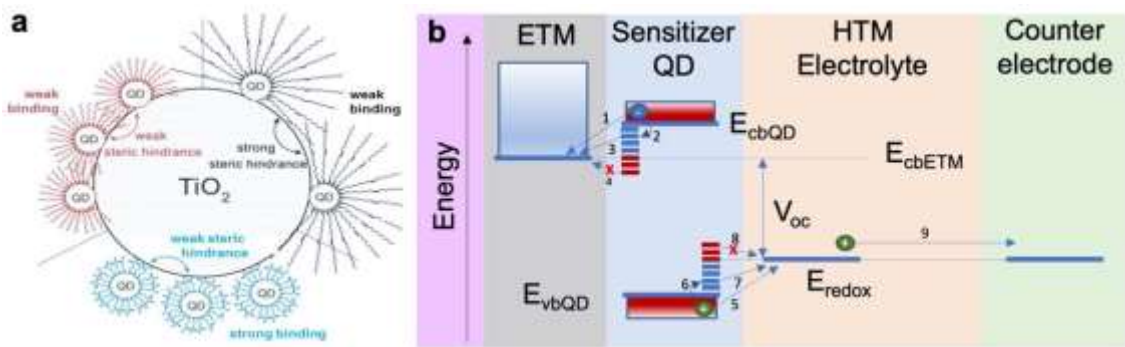 a
QD
QD
QD
QD
QD
weak
binding
weak
steric hindrance
strong
steric hindrance
weak
binding
TiO2
weak steric
hindrance
QD
QD
QD
strong binding
b
Energy
ETM
Sensitizer
QD
HTM
Electrolyte
Counter
electrode
1
2
3
X
4
EcbQD
EcbETM
Voc
8
X
6
7
5
9
+
+
EvbQD
Eredox